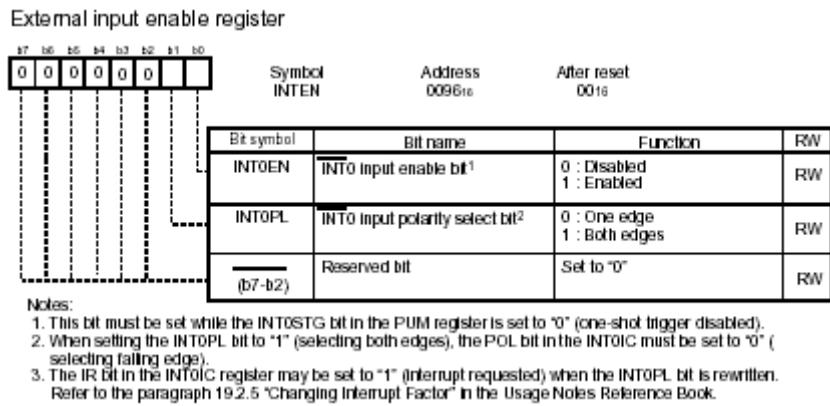 External input enable register
b7 b6 b5 b4 b3 b2 b1 b0
0 0 0 0 0 0
Symbol Address After reset
INTEN 009616 0016
Bit symbol Bit name Function RW
INT0EN INT0 input enable bit1 0 : Disabled RW
1 : Enabled
INT0PL INT0 input polarity select bit2 0 : One edge RW
1 : Both edges
(b7-b2) Reserved bit Set to “0” RW
Notes:
1. This bit must be set while the INT0STG bit in the PUM register is set to “0” (one-shot trigger disabled).
2. When setting the INT0PL bit to “1” (selecting both edges), the POL bit in the INT0IC must be set to “0” (
selecting falling edge).
3. The IR bit in the INT0IC register may be set to “1” (interrupt requested) when the INT0PL bit is rewritten.
Refer to the paragraph 19.2.5 “Changing Interrupt Factor” in the Usage Notes Reference Book.